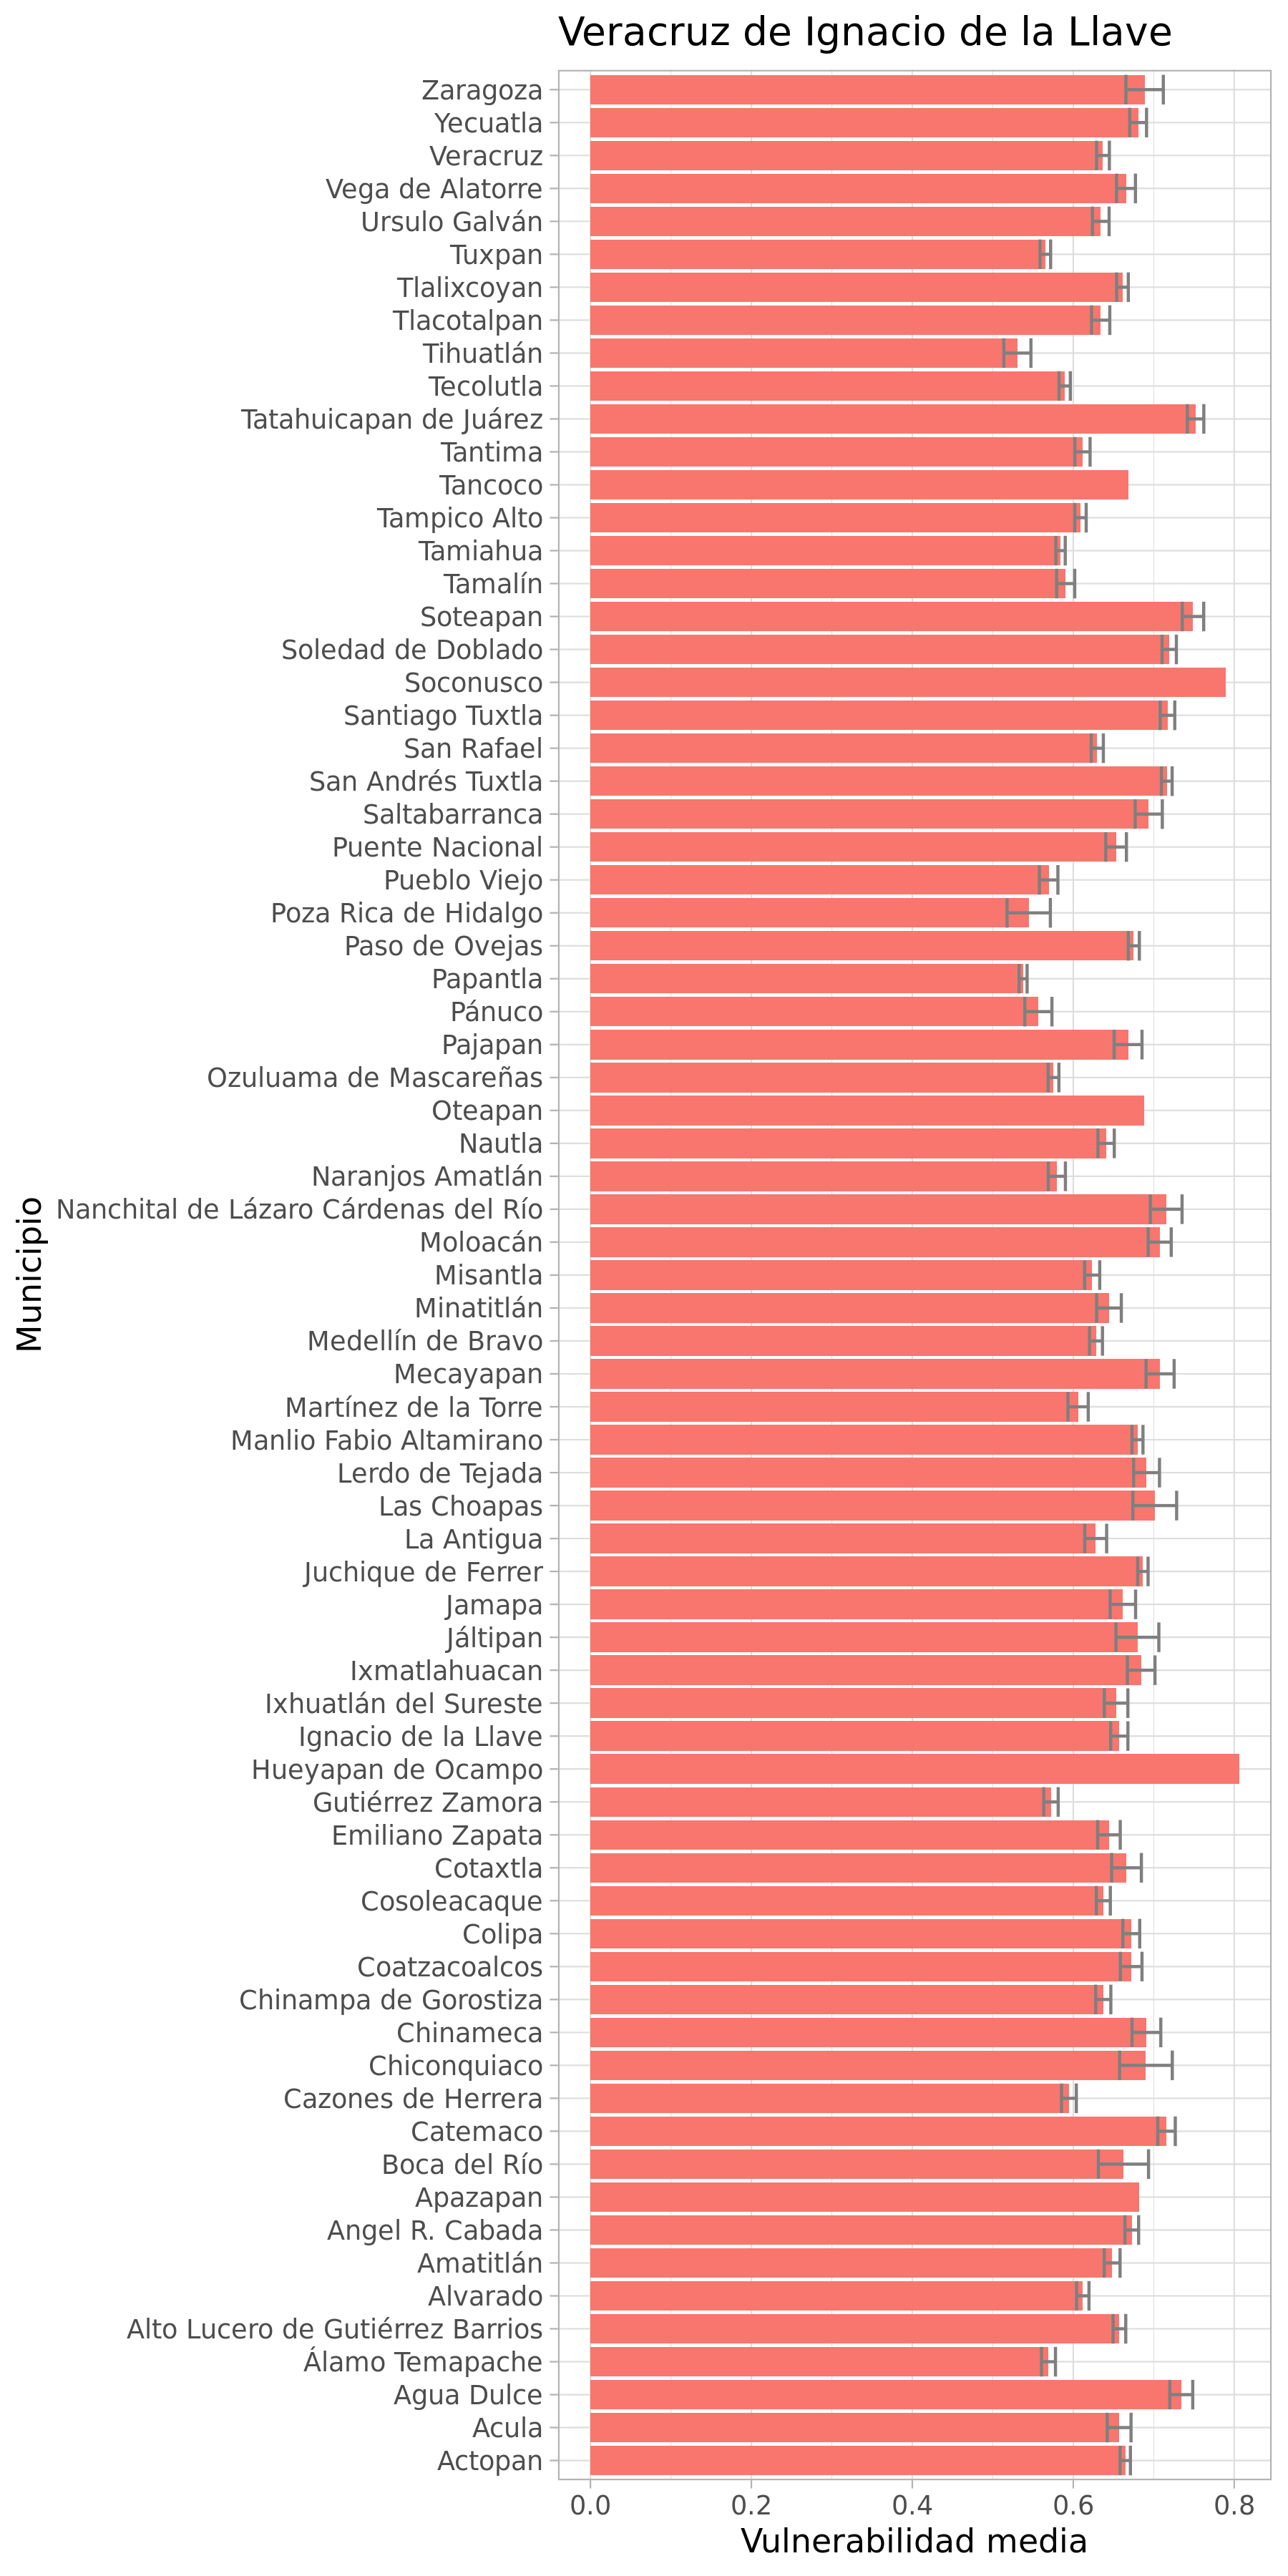 Veracruz de Ignacio de la Llave
Zaragoza
Yecuatla
Veracruz
Vega de Alatorre
Ursulo Galván
Tuxpan
Tlalixcoyan
Tlacotalpan
Tihuatlán
Tecolutla
Tatahuicapan de Juárez
Tantima
Tancoco
Tampico Alto
Tamiahua
Tamalín
Soteapan
Soledad de Doblado
Soconusco
Santiago Tuxtla
San Rafael
San Andrés Tuxtla
Saltabarranca
Puente Nacional
Pueblo Viejo
Poza Rica de Hidalgo
Paso de Ovejas
Papantla
Pánuco
Pajapan
Ozuluama de Mascareñas
Oteapan
Nautla
Naranjos Amatlán
Nanchital de Lázaro Cárdenas del Río
Moloacán
Misantla
Minatitlán
Medellín de Bravo
Mecayapan
Martínez de la Torre
Manlio Fabio Altamirano
Lerdo de Tejada
Las Choapas
La Antigua
Juchique de Ferrer
Jamapa
Jáltipan
Ixmatlahuacan
Ixhuatlán del Sureste
Ignacio de la Llave
Hueyapan de Ocampo
Gutiérrez Zamora
Emiliano Zapata
Cotaxtla
Cosoleacaque
Colipa
Coatzacoalcos
Chinampa de Gorostiza
Chinameca
Chiconquiaco
Cazones de Herrera
Catemaco
Boca del Río
Apazapan
Angel R. Cabada
Amatitlán
Alvarado
Alto Lucero de Gutiérrez Barrios
Álamo Temapache
Agua Dulce
Acula
Actopan
Municipio
0.0 0.2 0.4 0.6 0.8
Vulnerabilidad media